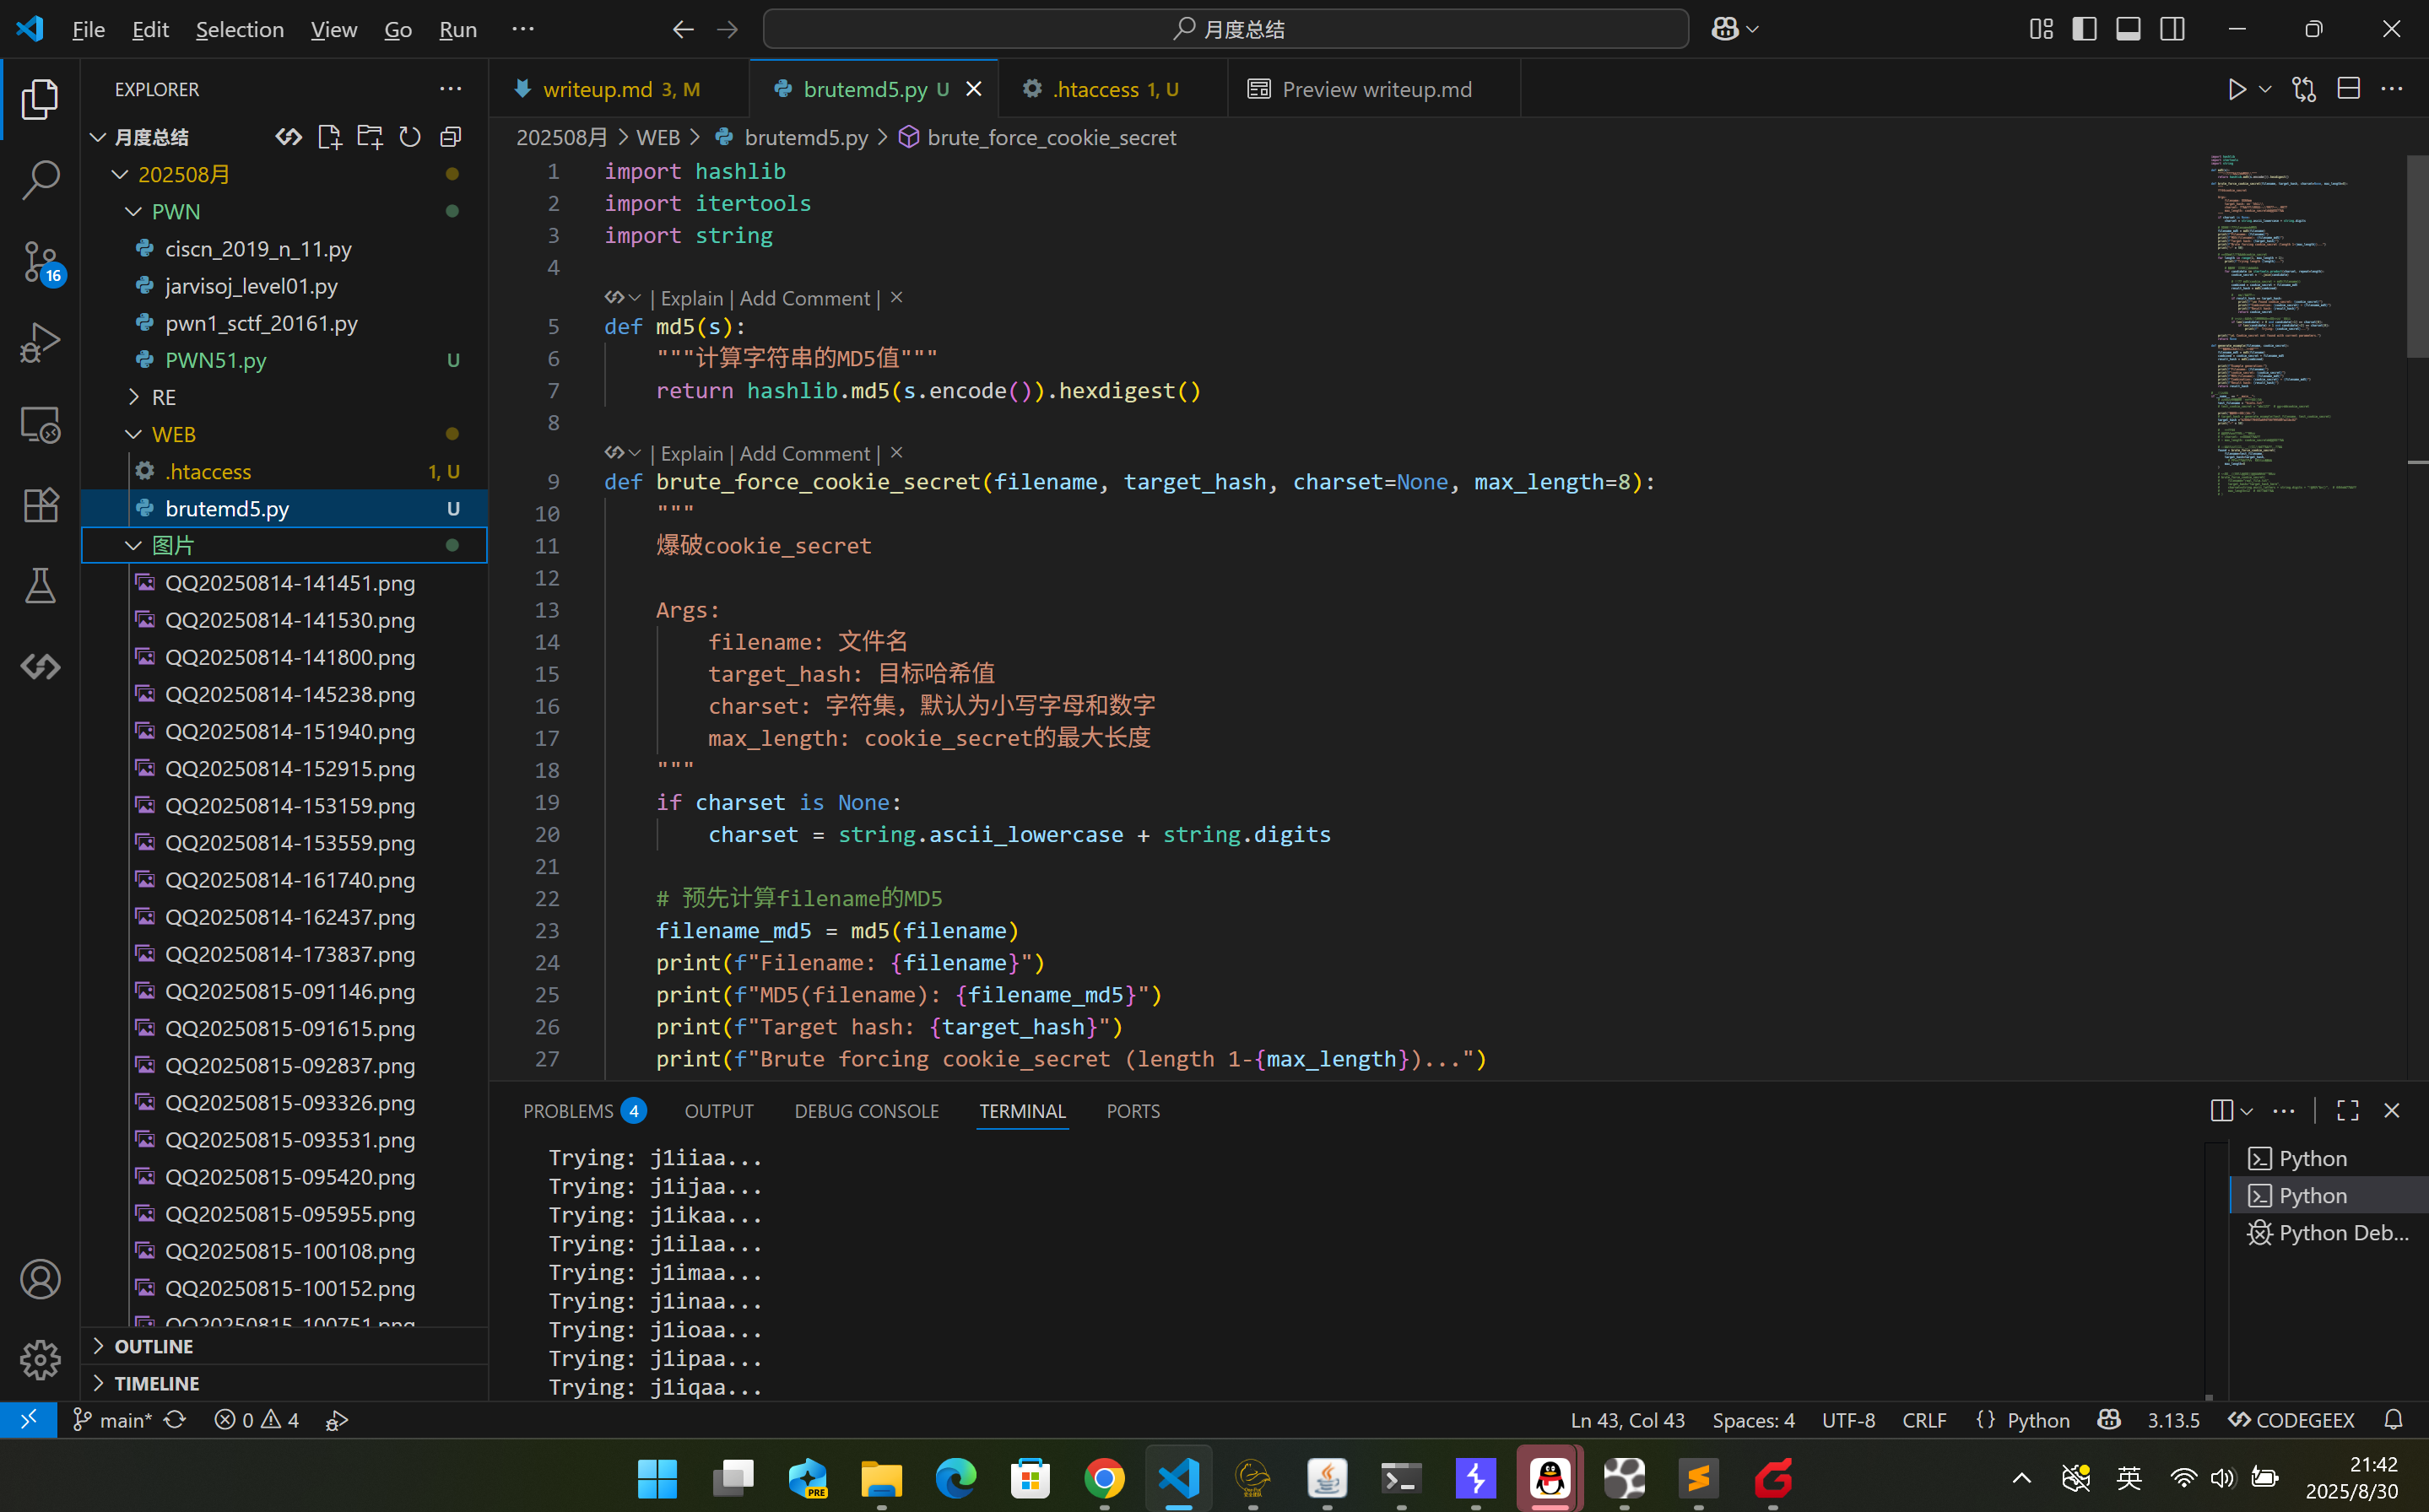 File Edit Selection View Go Run ···
月度总结
EXPLORER ···
月度总结
202508月
PWN
ciscn_2019_n_11.py
jarvisoj_level01.py
pwn1_sctf_20161.py
PWN51.py U
RE
WEB
.htaccess 1, U
brutemd5.py U
图片
QQ20250814-141451.png
QQ20250814-141530.png
QQ20250814-141800.png
QQ20250814-145238.png
QQ20250814-151940.png
QQ20250814-152915.png
QQ20250814-153159.png
QQ20250814-153559.png
QQ20250814-161740.png
QQ20250814-162437.png
QQ20250814-173837.png
QQ20250815-091146.png
QQ20250815-091615.png
QQ20250815-092837.png
QQ20250815-093326.png
QQ20250815-093531.png
QQ20250815-095420.png
QQ20250815-095955.png
QQ20250815-100108.png
QQ20250815-100152.png
QQ20250815-100751.png
OUTLINE
TIMELINE
16
writeup.md 3, M
brutemd5.py U
.htaccess 1, U
Preview writeup.md
202508月 > WEB > brutemd5.py > brute_force_cookie_secret
1 import hashlib
2 import itertools
3 import string
4
| Explain | Add Comment | ×
5 def md5(s):
6 """计算字符串的MD5值"""
7 return hashlib.md5(s.encode()).hexdigest()
8
| Explain | Add Comment | ×
9 def brute_force_cookie_secret(filename, target_hash, charset=None, max_length=8):
10 """
11 爆破cookie_secret
12
13 Args:
14 filename: 文件名
15 target_hash: 目标哈希值
16 charset: 字符集，默认为小写字母和数字
17 max_length: cookie_secret的最大长度
18 """
19 if charset is None:
20 charset = string.ascii_lowercase + string.digits
21
22 # 预先计算filename的MD5
23 filename_md5 = md5(filename)
24 print(f"Filename: {filename}")
25 print(f"MD5(filename): {filename_md5}")
26 print(f"Target hash: {target_hash}")
27 print(f"Brute forcing cookie_secret (length 1-{max_length})...")
PROBLEMS 4 OUTPUT DEBUG CONSOLE TERMINAL PORTS
Trying: j1iiaa...
Trying: j1ijaa...
Trying: j1ikaa...
Trying: j1ilaa...
Trying: j1imaa...
Trying: j1inaa...
Trying: j1ioaa...
Trying: j1ipaa...
Trying: j1iqaa...
Python
Python
Python Deb...
main* 0 4
Ln 43, Col 43 Spaces: 4 UTF-8 CRLF {} Python 3.13.5 CODEGEEX
PRE
英
21:42
2025/8/30